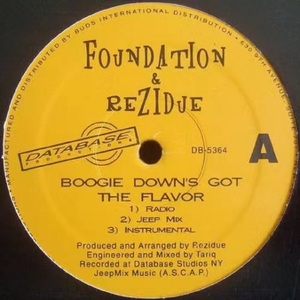 MANUFACTURED AND DISTRIBUTED BY BUDS INTERNATIONAL DISTRIBUTION
FOUNDATION
&
REZIDUE
DATABASE
RECORDINGS
DB-5364
A
BOOGIE DOWN'S GOT
THE FLAVOR
1) RADIO
2) JEEP MIX
3) INSTRUMENTAL
Produced and Arranged by Rezidue
Engineered and Mixed by Tariq
Recorded at Database Studios NY
JeepMix Music (A.S.C.A.P.)